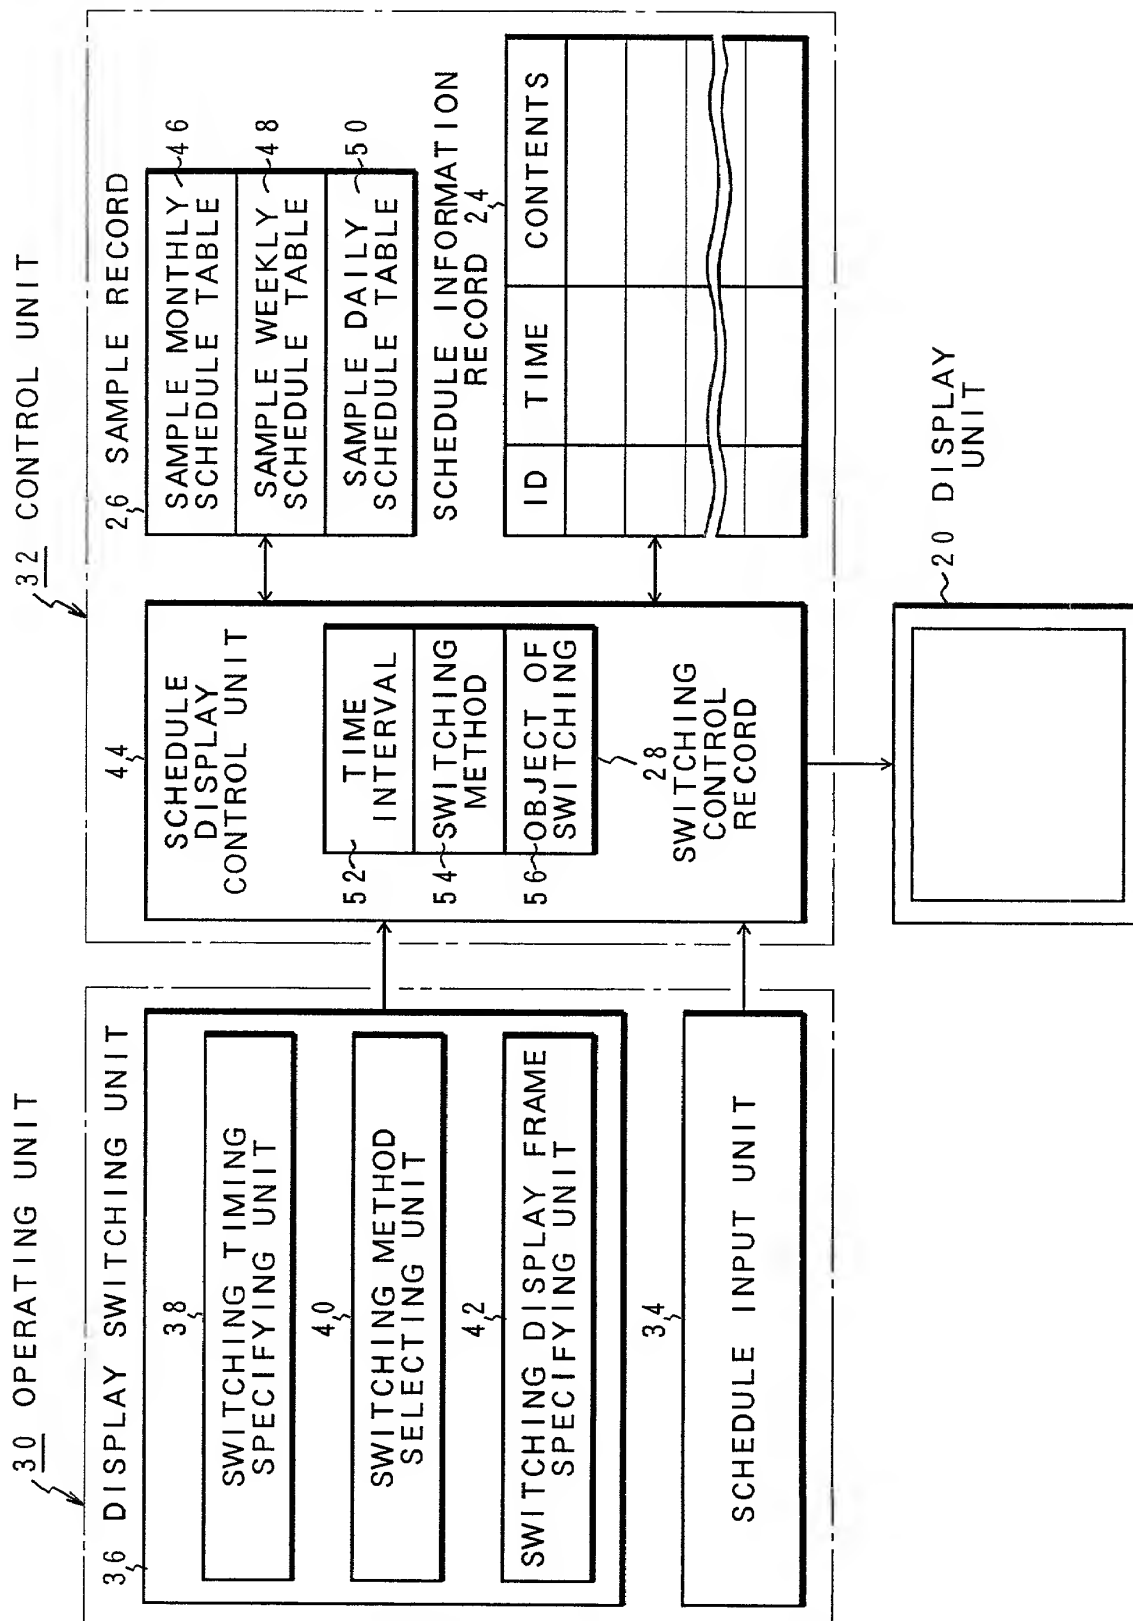 30 OPERATING UNIT
36 DISPLAY SWITCHING UNIT
38
SWITCHING TIMING
SPECIFYING UNIT
40
SWITCHING METHOD
SELECTING UNIT
42
SWITCHING DISPLAY FRAME
SPECIFYING UNIT
34
SCHEDULE INPUT UNIT
32 CONTROL UNIT
44
SCHEDULE
DISPLAY
CONTROL UNIT
52
TIME
INTERVAL
54
SWITCHING
METHOD
56
OBJECT OF
SWITCHING
28
SWITCHING
CONTROL
RECORD
26 SAMPLE RECORD
SAMPLE MONTHLY
SCHEDULE TABLE
46
SAMPLE WEEKLY
SCHEDULE TABLE
48
SAMPLE DAILY
SCHEDULE TABLE
50
SCHEDULE INFORMATION
RECORD 24
ID TIME CONTENTS
20 DISPLAY
UNIT